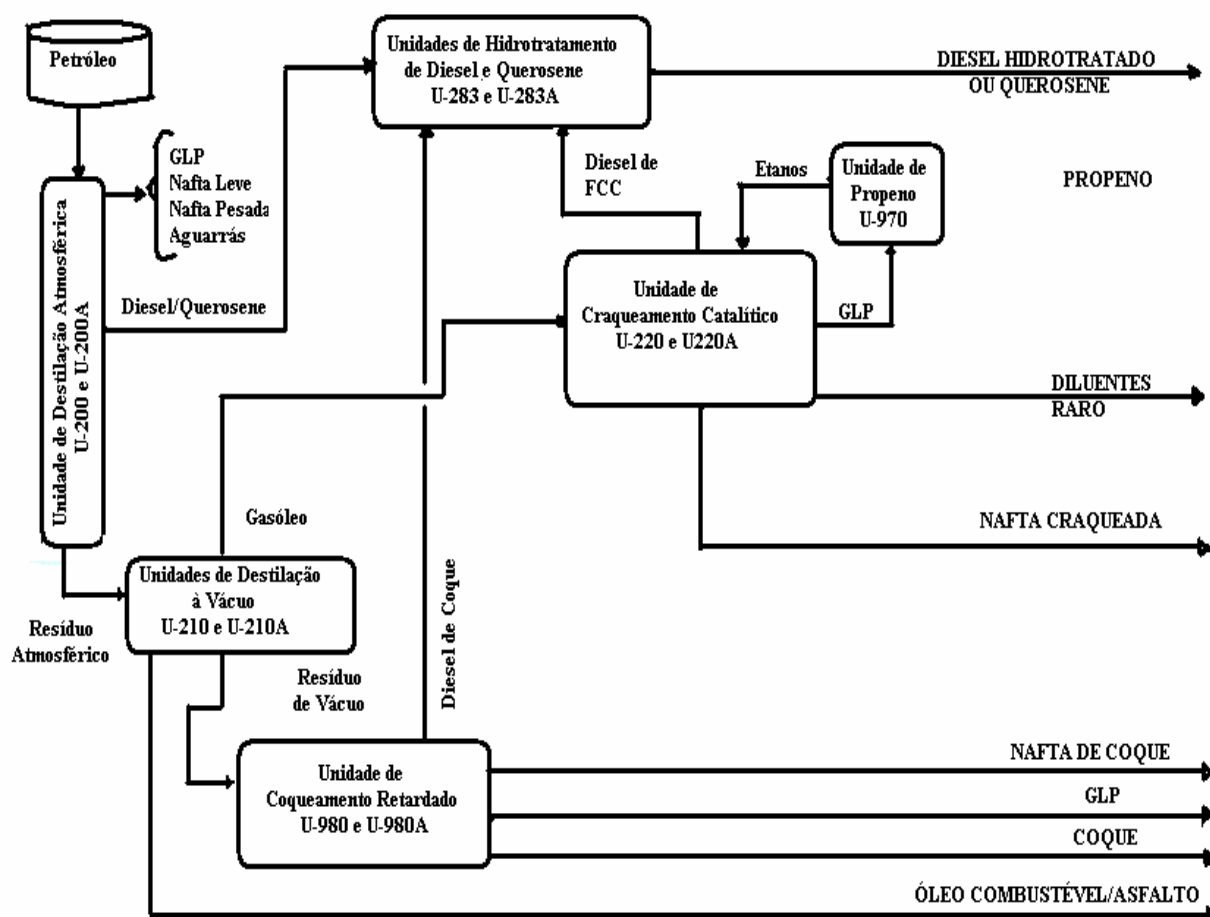 Petróleo
Unidades de Hidrotratamento
de Diesel e Querosene
U-283 e U-283A
DIESEL HIDROTRATADO
OU QUEROSENE
GLP
Nafta Leve
Nafta Pesada
Aguarrás
Diesel de
FCC
Etanos
Unidade de
Propeno
U-970
PROPENO
Unidade de Destilação Atmosférica
U-200 e U-200A
Diesel/Querosene
Unidade de
Craqueamento Catalítico
U-220 e U220A
GLP
DILUENTES
RARO
Gasóleo
NAFTA CRAQUEADA
Unidades de Destilação
à Vácuo
U-210 e U-210A
Resíduo
Atmosférico
Resíduo
de Vácuo
Diesel de Coque
Unidade de
Coqueamento Retardado
U-980 e U-980A
NAFTA DE COQUE
GLP
COQUE
ÓLEO COMBUSTÉVEL/ASFALTO